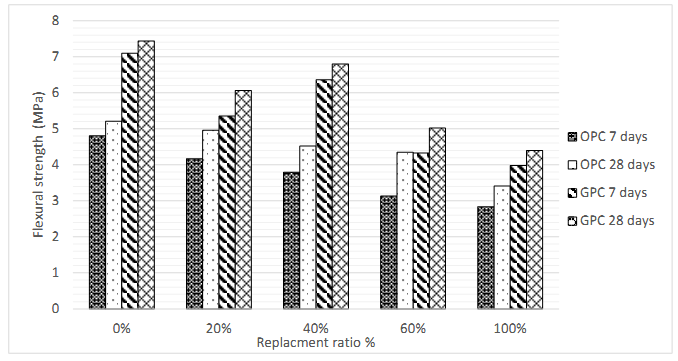 8
7
6
5
4
3
2
1
0
Flexural strength (MPa)
0%
20%
40%
60%
100%
Replacment ratio %
OPC 7 days
OPC 28 days
GPC 7 days
GPC 28 days